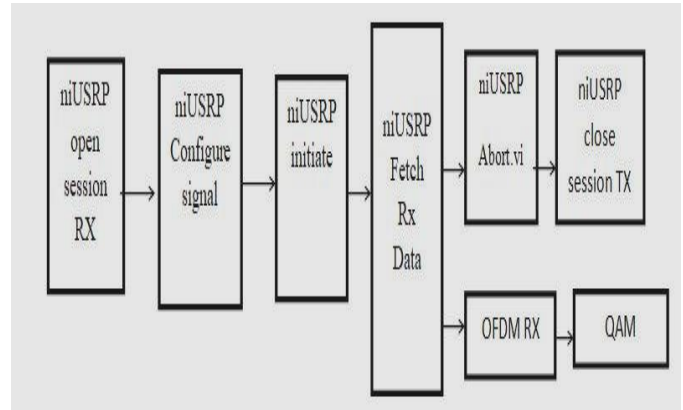 niUSRP
open
session
RX
niUSRP
Configure
signal
niUSRP
initiate
niUSRP
Fetch
Rx
Data
niUSRP
Abort.vi
niUSRP
close
session TX
OFDM RX
QAM